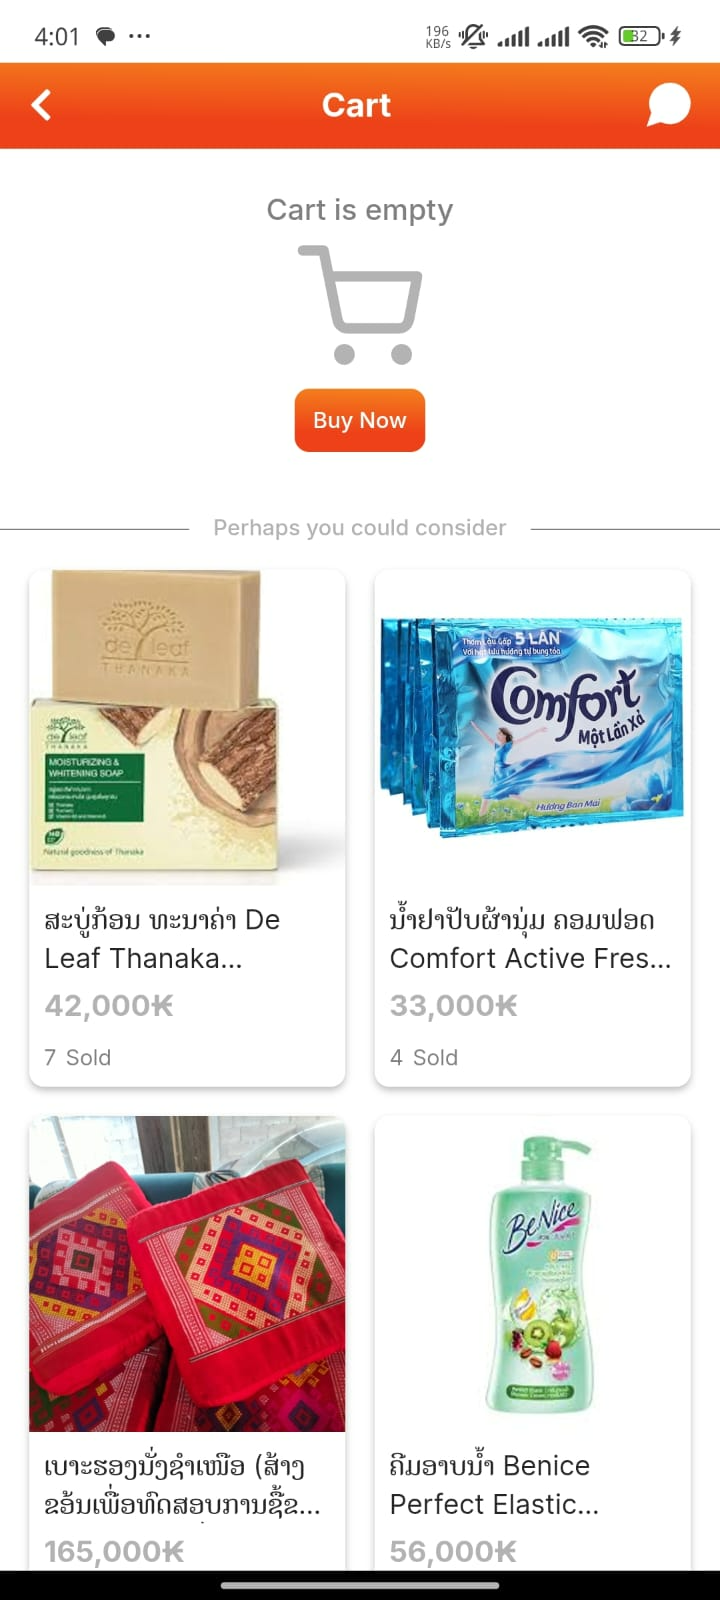 4:01
196
KB/s
82
Cart
Cart is empty
Buy Now
Perhaps you could consider
de leaf
THANAKA
de leaf
THANAKA
MOISTURIZING &
WHITENING SOAP
Natural goodness of Thanaka
ສະບູ່ກ້ອນ ທະນາຄ່າ De
Leaf Thanaka...
42,000₭
7 Sold
Thơm Lâu Gấp 5 LẦN
Comfort
Một Lần Xả
Hương Ban Mai
ນ້ຳຢາປັບຜ້ານຸ່ມ ຄອມຟອດ
Comfort Active Fres...
33,000₭
4 Sold
ເບາະຮອງນັ່ງຊຳເໜືອ (ສ້າງ
ຂຶ້ນເພື່ອທົດສອບການຊື້ຂ...
165,000₭
BeNice
ຄີມອາບນ້ຳ Benice
Perfect Elastic...
56,000₭